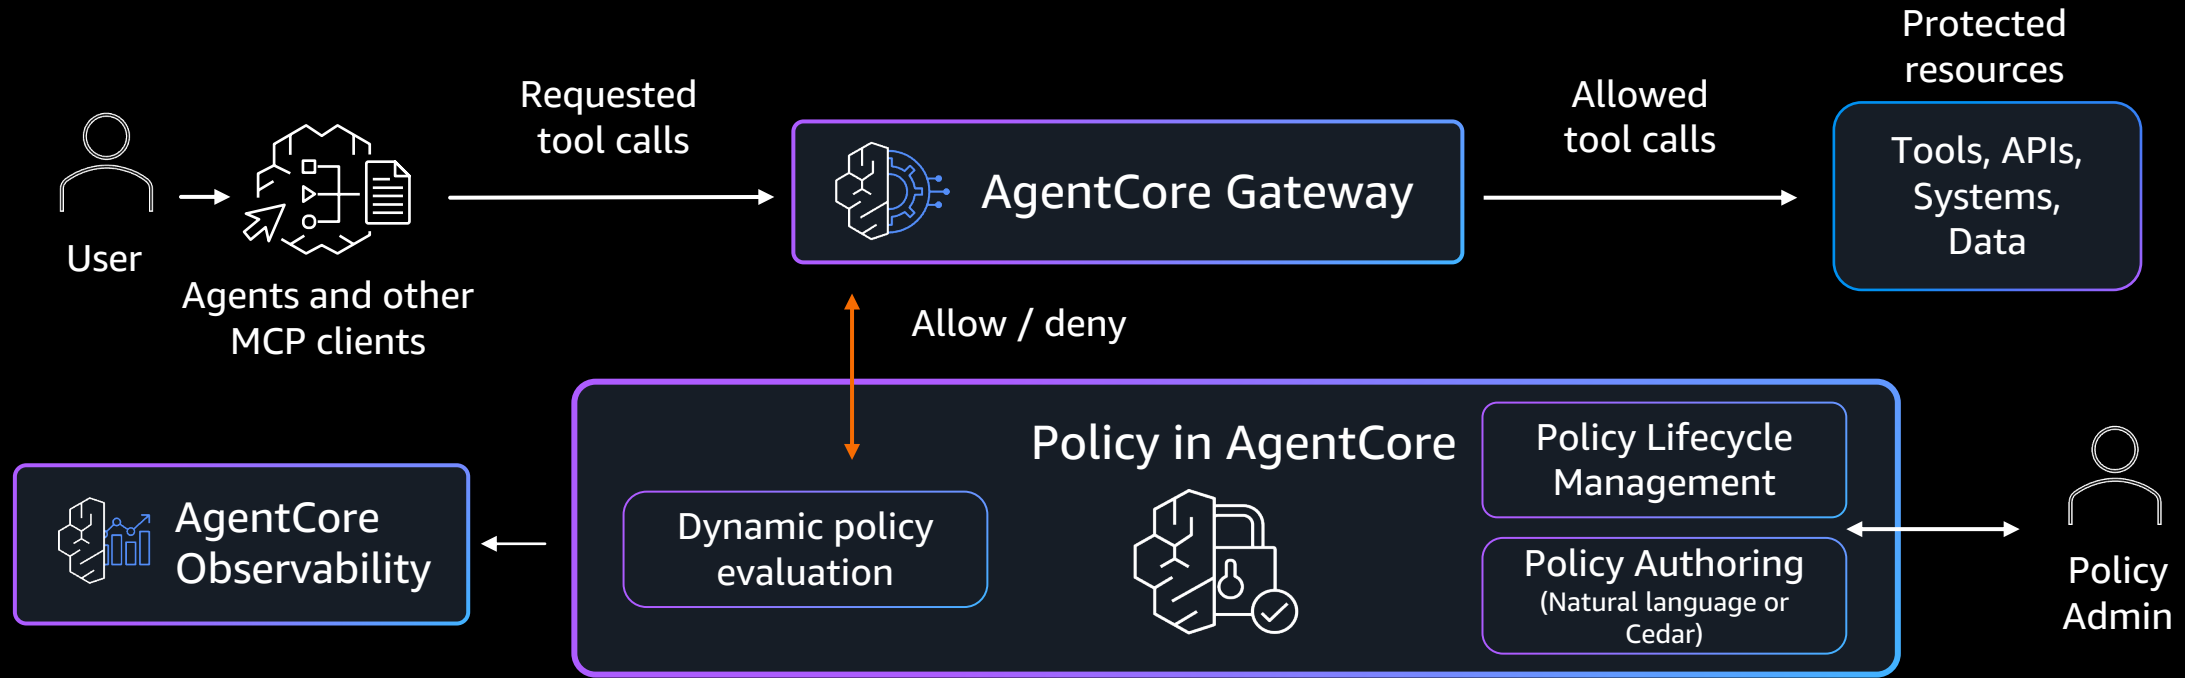 Protected
resources
Requested
tool calls
Allowed
tool calls
User
Agents and other
MCP clients
AgentCore Gateway
Tools, APIs,
Systems,
Data
Allow / deny
Policy in AgentCore
Policy Lifecycle
Management
AgentCore
Observability
Dynamic policy
evaluation
Policy Authoring
(Natural language or
Cedar)
Policy
Admin